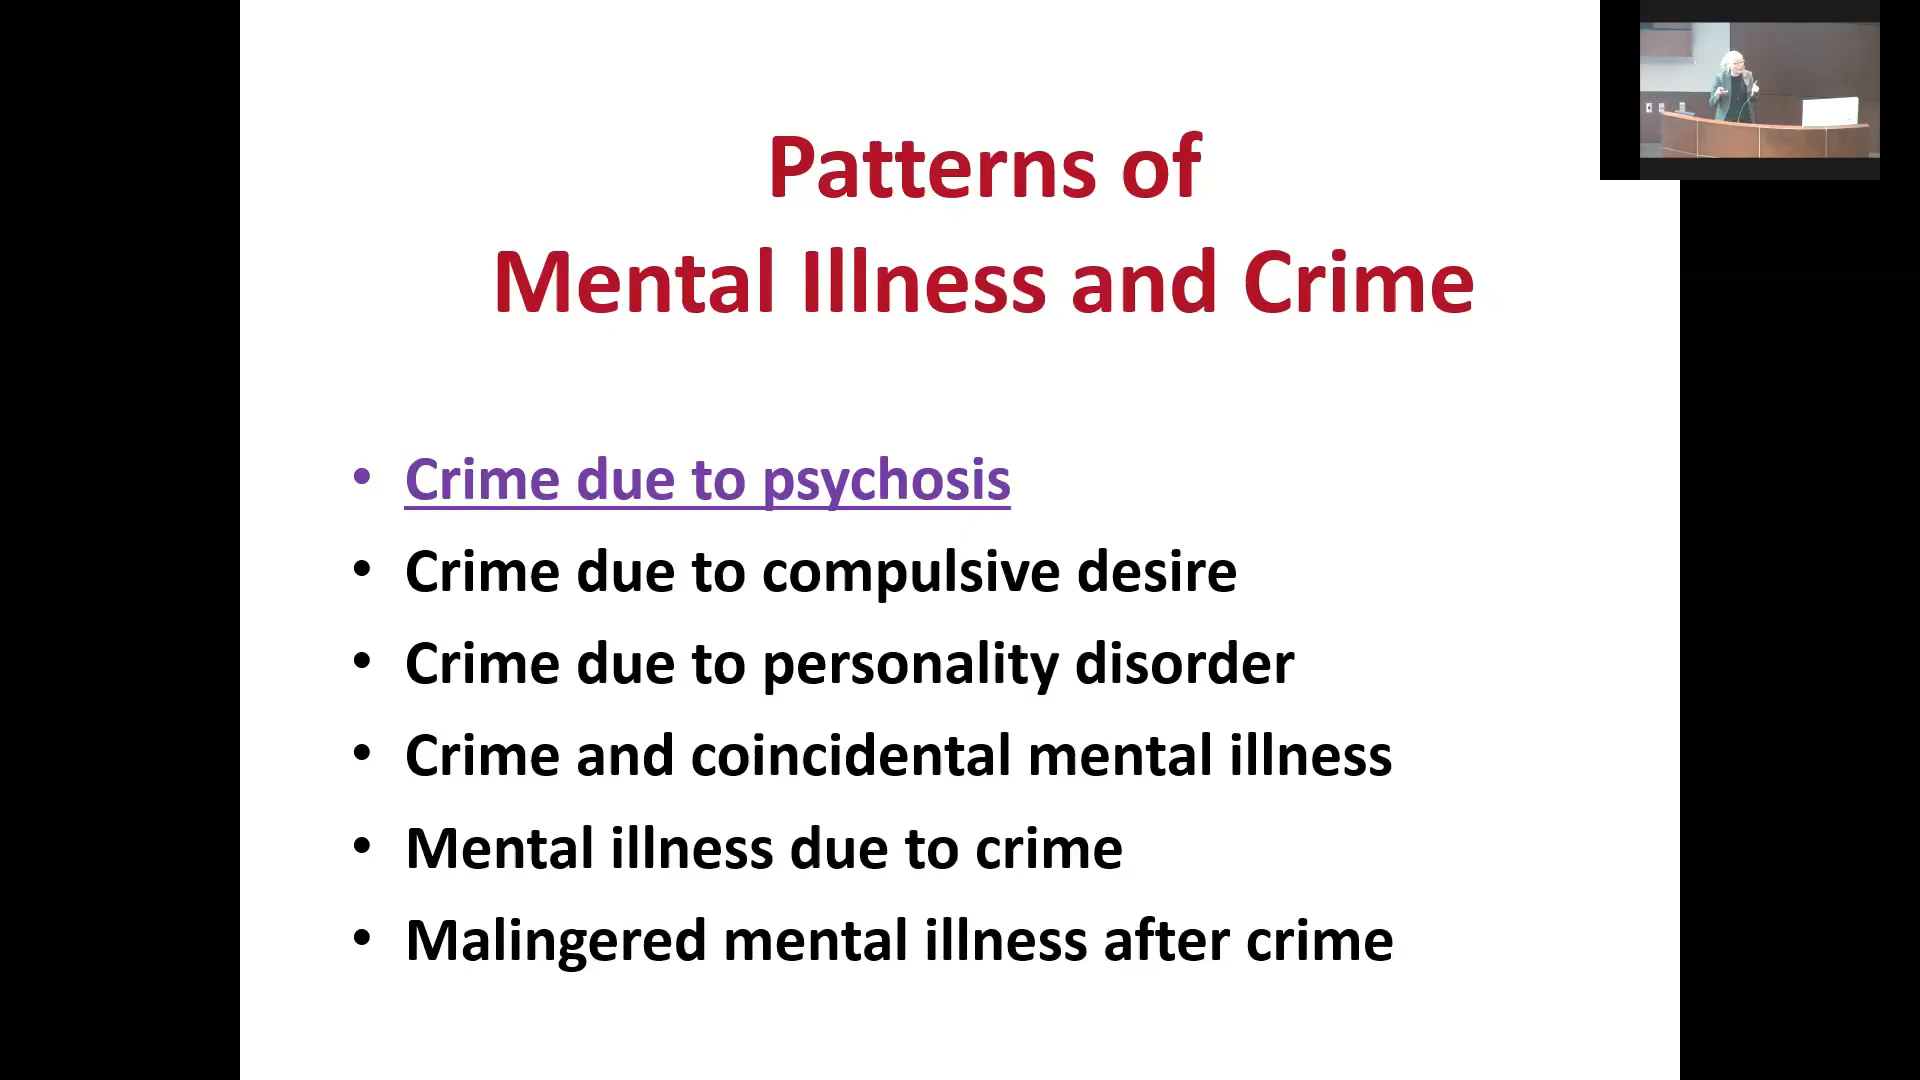 Patterns of
Mental Illness and Crime
• Crime due to psychosis
• Crime due to compulsive desire
• Crime due to personality disorder
• Crime and coincidental mental illness
• Mental illness due to crime
• Malingered mental illness after crime